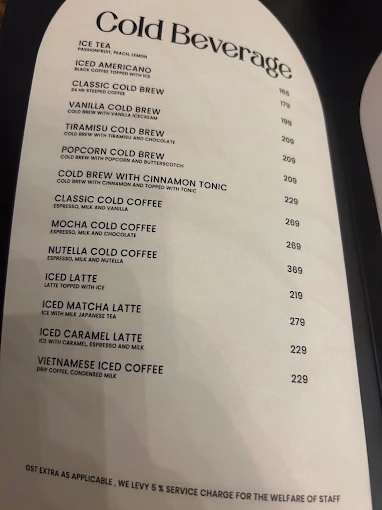 Cold Beverage
ICE TEA
PASSIONFRUIT, PEACH, LEMON
ICED AMERICANO 179
BLACK COFFEE TOPPED WITH ICE
CLASSIC COLD BREW 199
24 HR STEEPED COFFEE
VANILLA COLD BREW 209
COLD BREW WITH VANILLA ICECREAM
TIRAMISU COLD BREW 209
COLD BREW WITH TIRAMISU AND CHOCOLATE
POPCORN COLD BREW 209
COLD BREW WITH POPCORN AND BUTTERSCOTCH
COLD BREW WITH CINNAMON TONIC 229
COLD BREW WITH CINNAMON AND TOPPED WITH TONIC
CLASSIC COLD COFFEE 269
ESPRESSO, MILK AND VANILLA
MOCHA COLD COFFEE 269
ESPRESSO, MILK AND CHOCOLATE
NUTELLA COLD COFFEE 369
ESPRESSO, MILK AND NUTELLA
ICED LATTE 219
LATTE TOPPED WITH ICE
ICED MATCHA LATTE 279
ICE WITH MILK JAPANESE TEA
ICED CARAMEL LATTE 229
ICE WITH CARAMEL, ESPRESSO AND MILK
VIETNAMESE ICED COFFEE 229
DRIP COFFEE, CONDENSED MILK
GST EXTRA AS APPLICABLE , WE LEVY 5 % SERVICE CHARGE FOR THE WELFARE OF STAFF